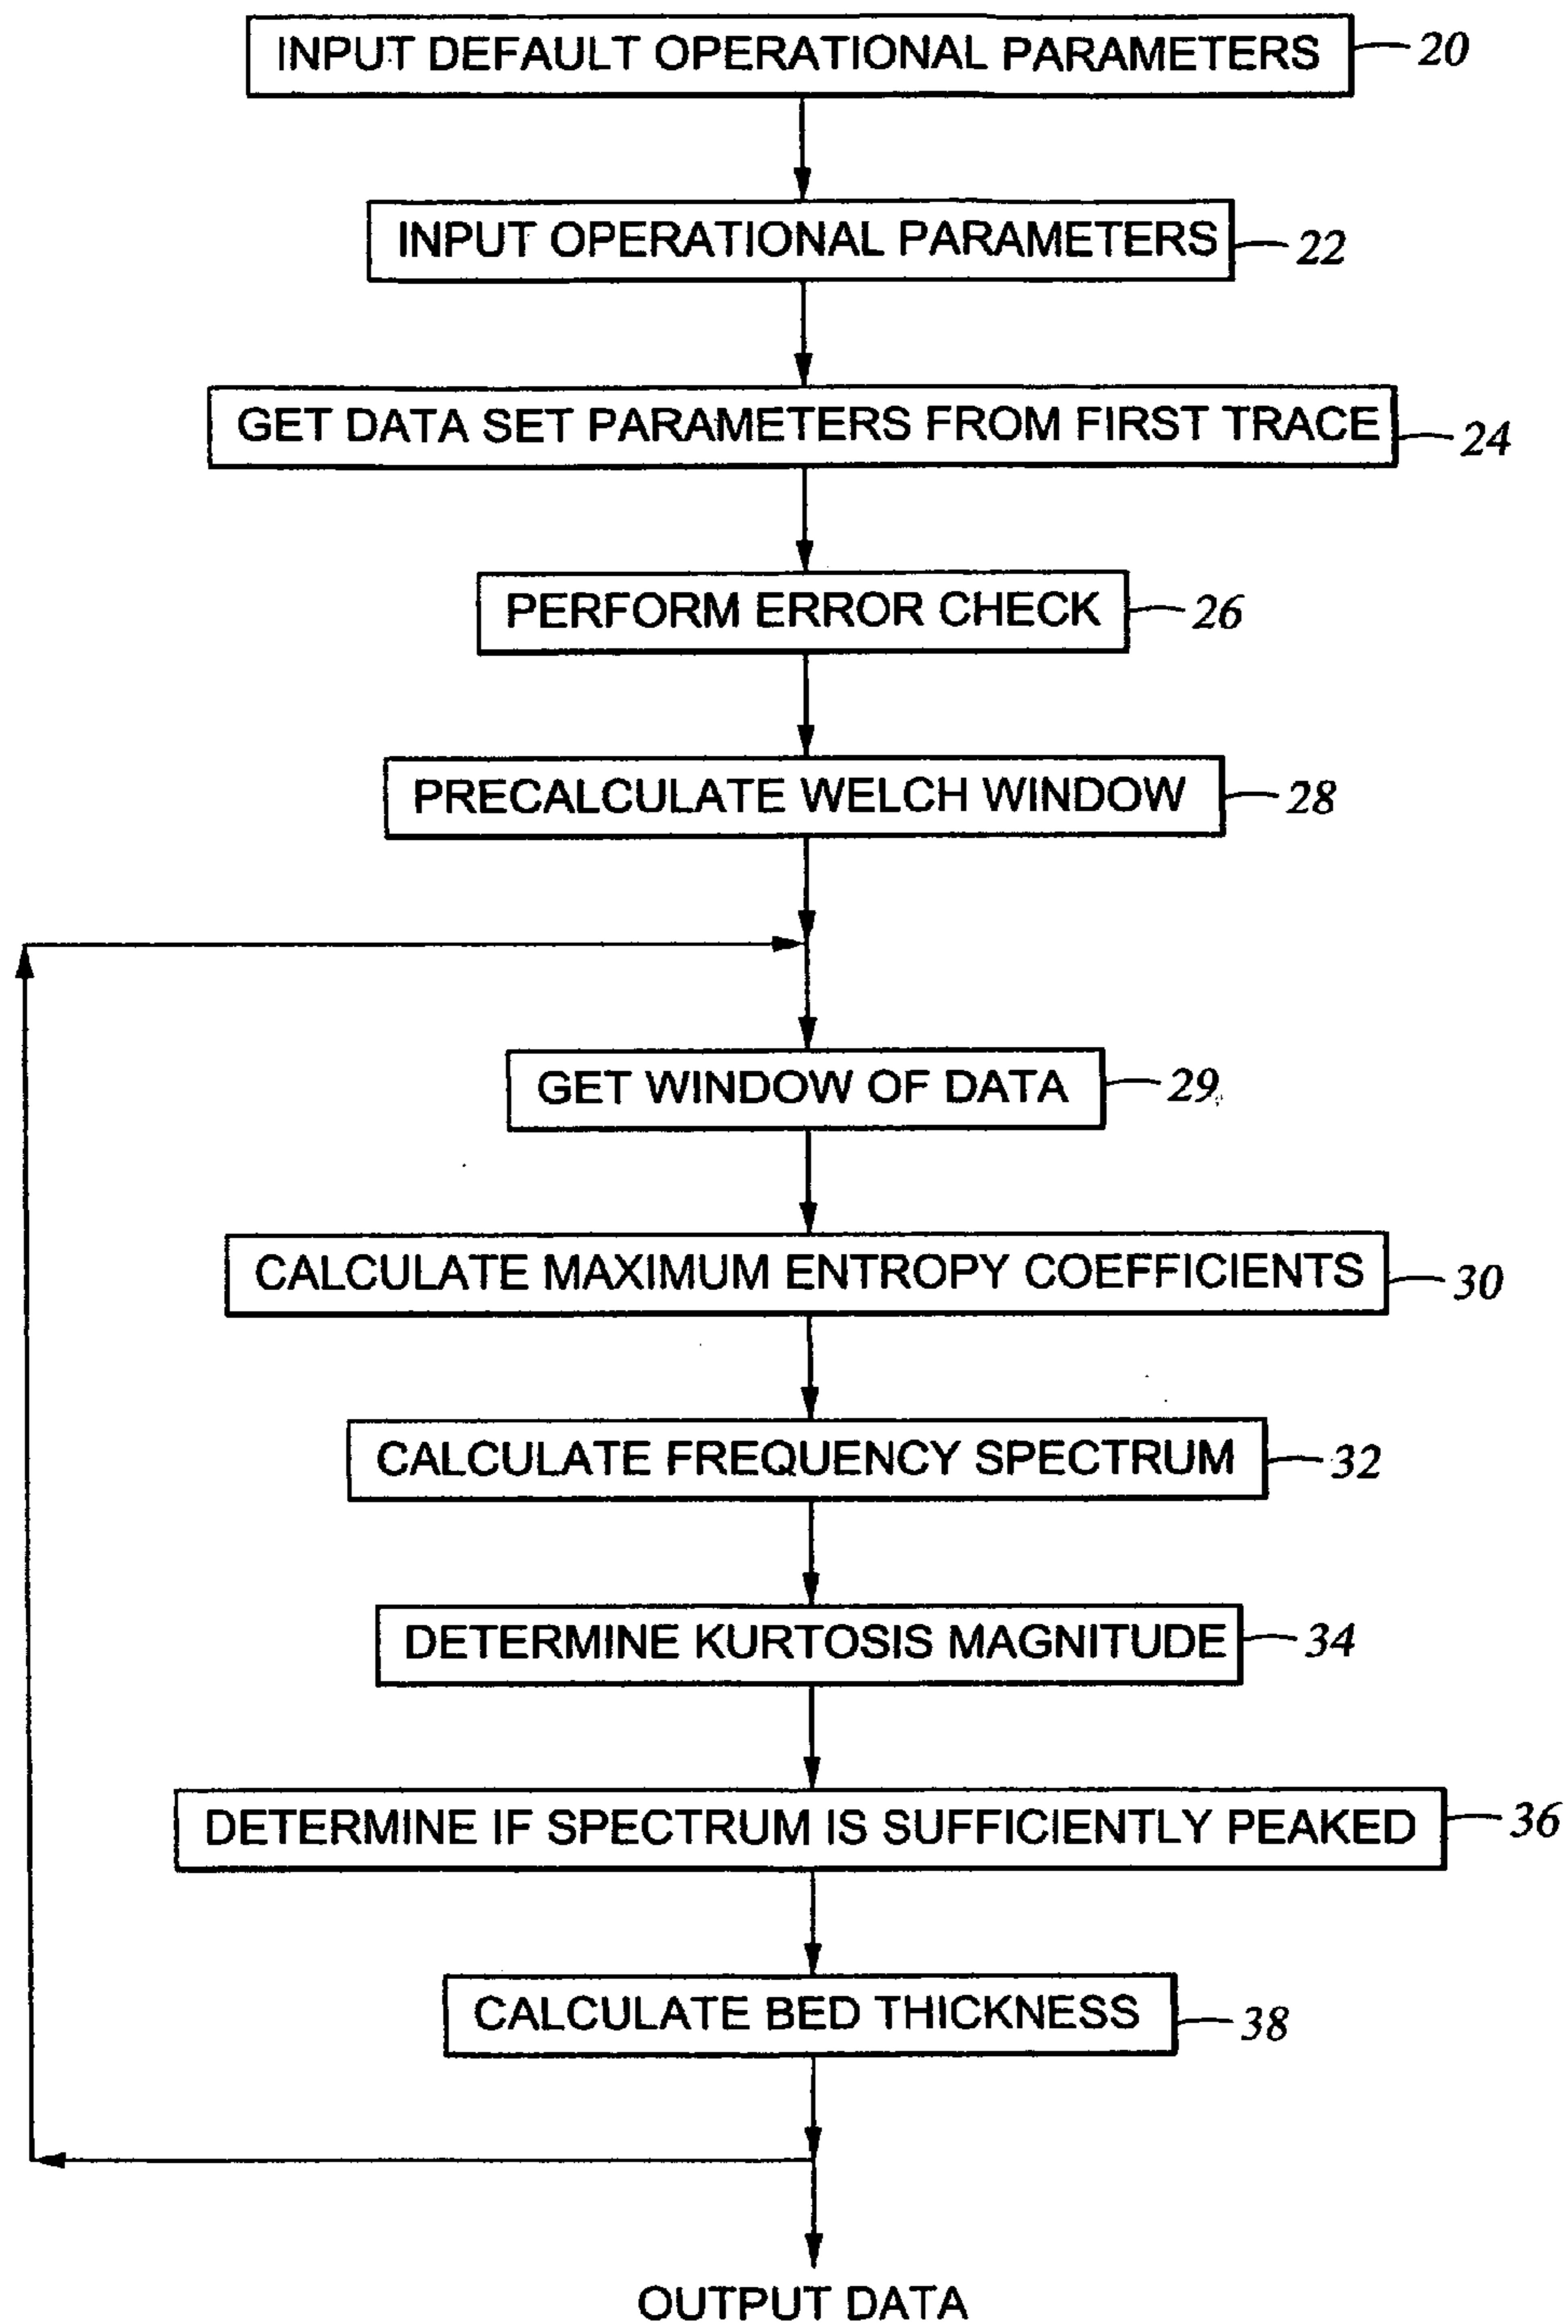 INPUT DEFAULT OPERATIONAL PARAMETERS 20
INPUT OPERATIONAL PARAMETERS 22
GET DATA SET PARAMETERS FROM FIRST TRACE 24
PERFORM ERROR CHECK 26
PRECALCULATE WELCH WINDOW 28
GET WINDOW OF DATA 29
CALCULATE MAXIMUM ENTROPY COEFFICIENTS 30
CALCULATE FREQUENCY SPECTRUM 32
DETERMINE KURTOSIS MAGNITUDE 34
DETERMINE IF SPECTRUM IS SUFFICIENTLY PEAKED 36
CALCULATE BED THICKNESS 38
OUTPUT DATA